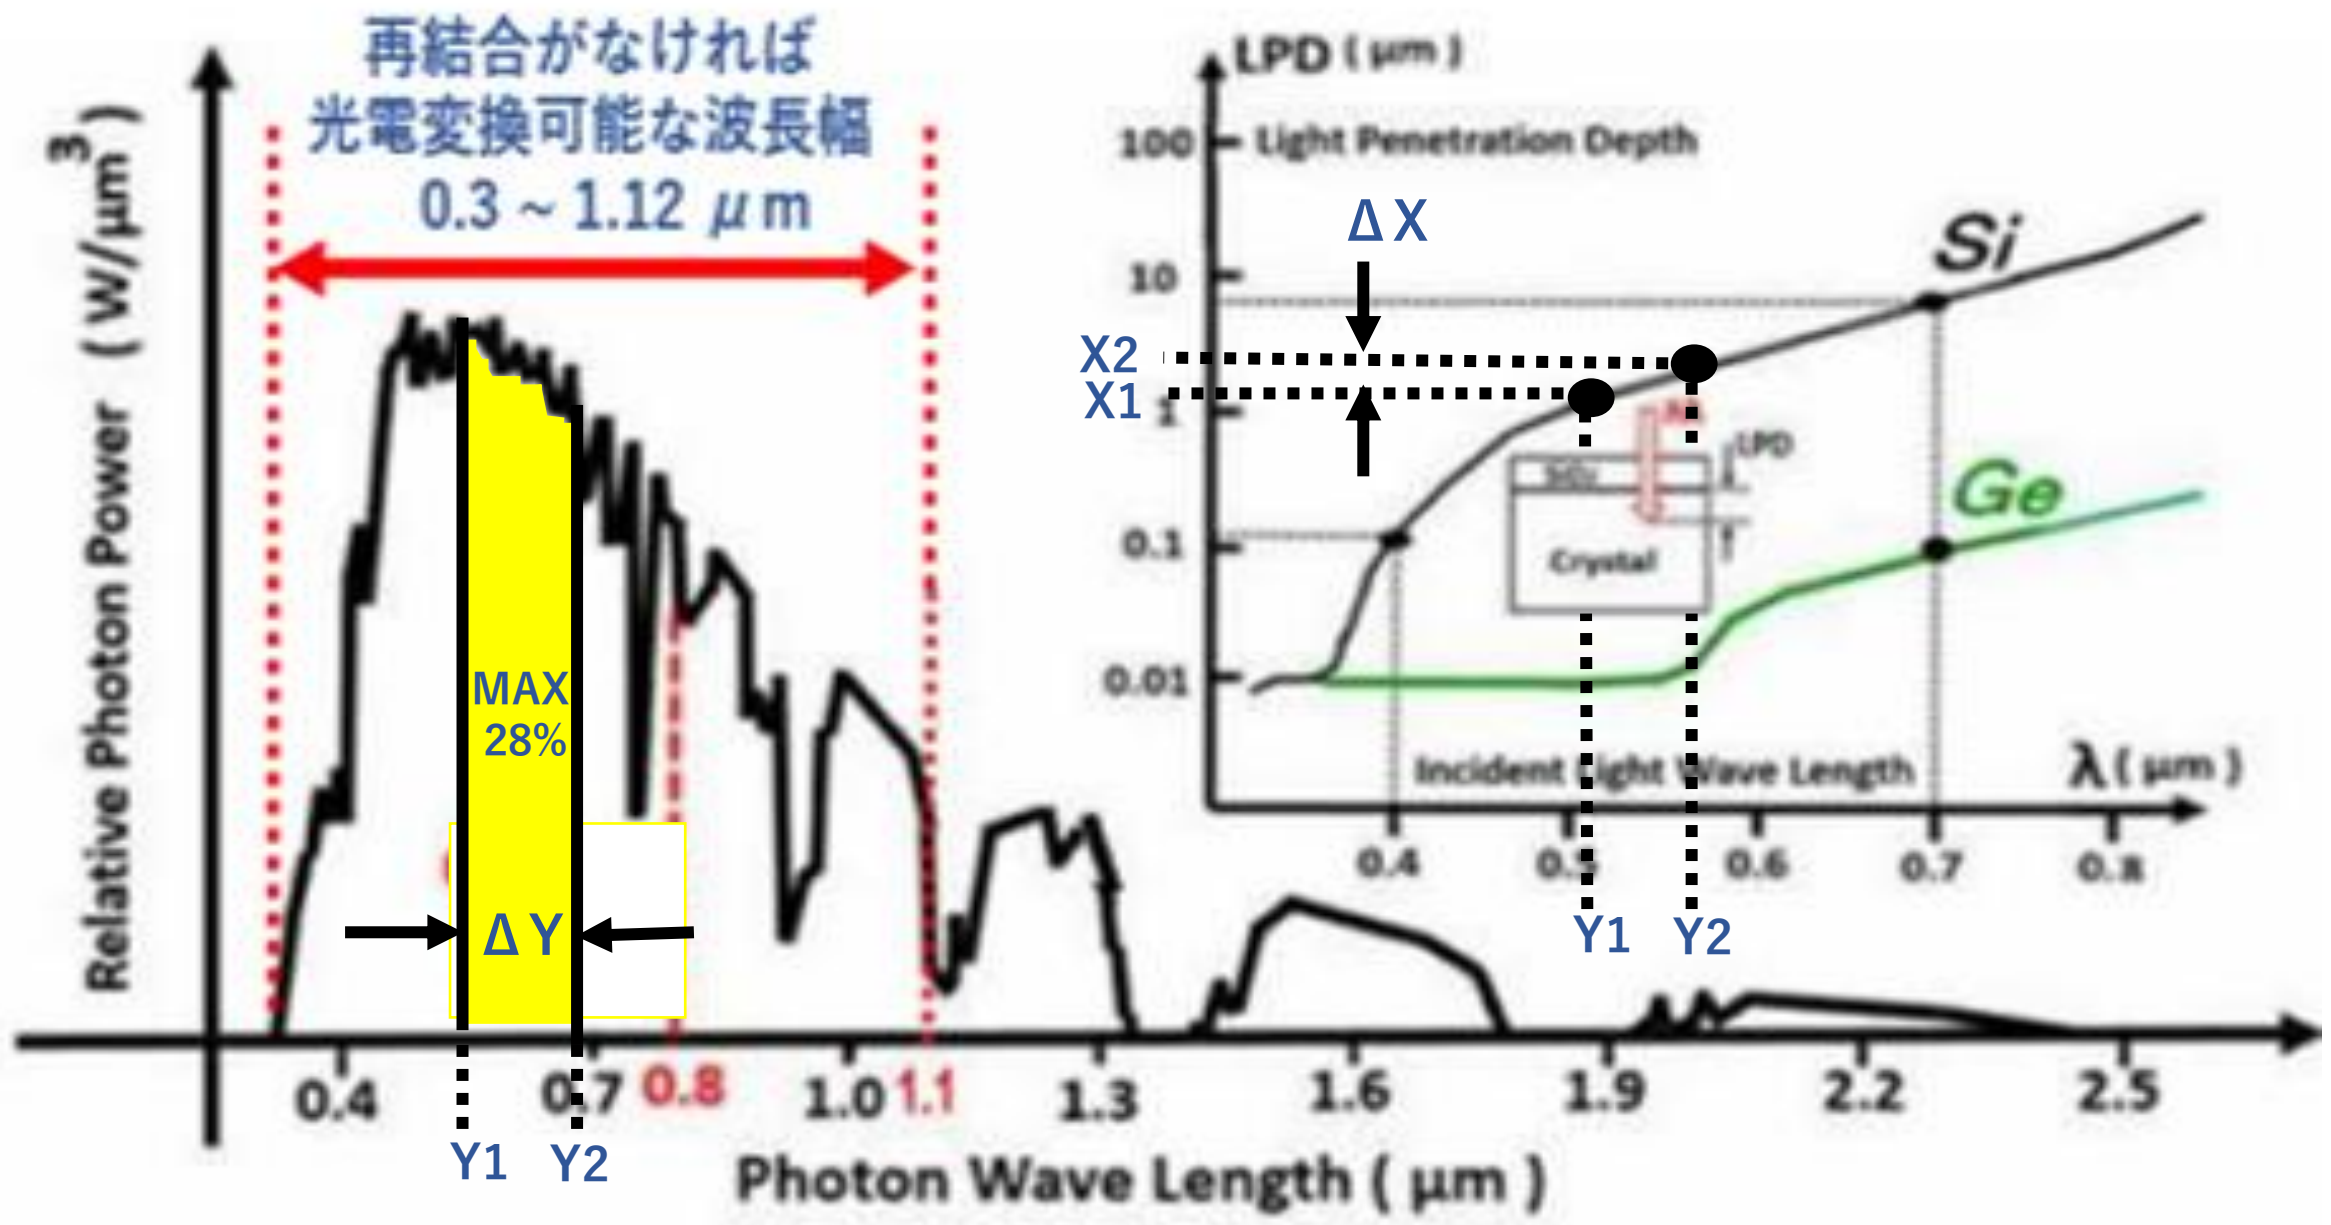 再結合がなければ
光電変換可能な波長幅
0.3 ~ 1.12 μm
Relative Photon Power (W/μm³)
MAX
28%
ΔY
0.4
0.7
0.8
1.0
1.1
1.3
1.6
1.9
2.2
2.5
Y1
Y2
Photon Wave Length ( μm )
LPD ( μm )
100
Light Penetration Depth
ΔX
10
Si
X2
X1
1
LPD
Ge
0.1
Crystal
0.01
Incident Light Wave Length
λ ( μm )
0.4
0.5
0.6
0.7
0.8
Y1
Y2